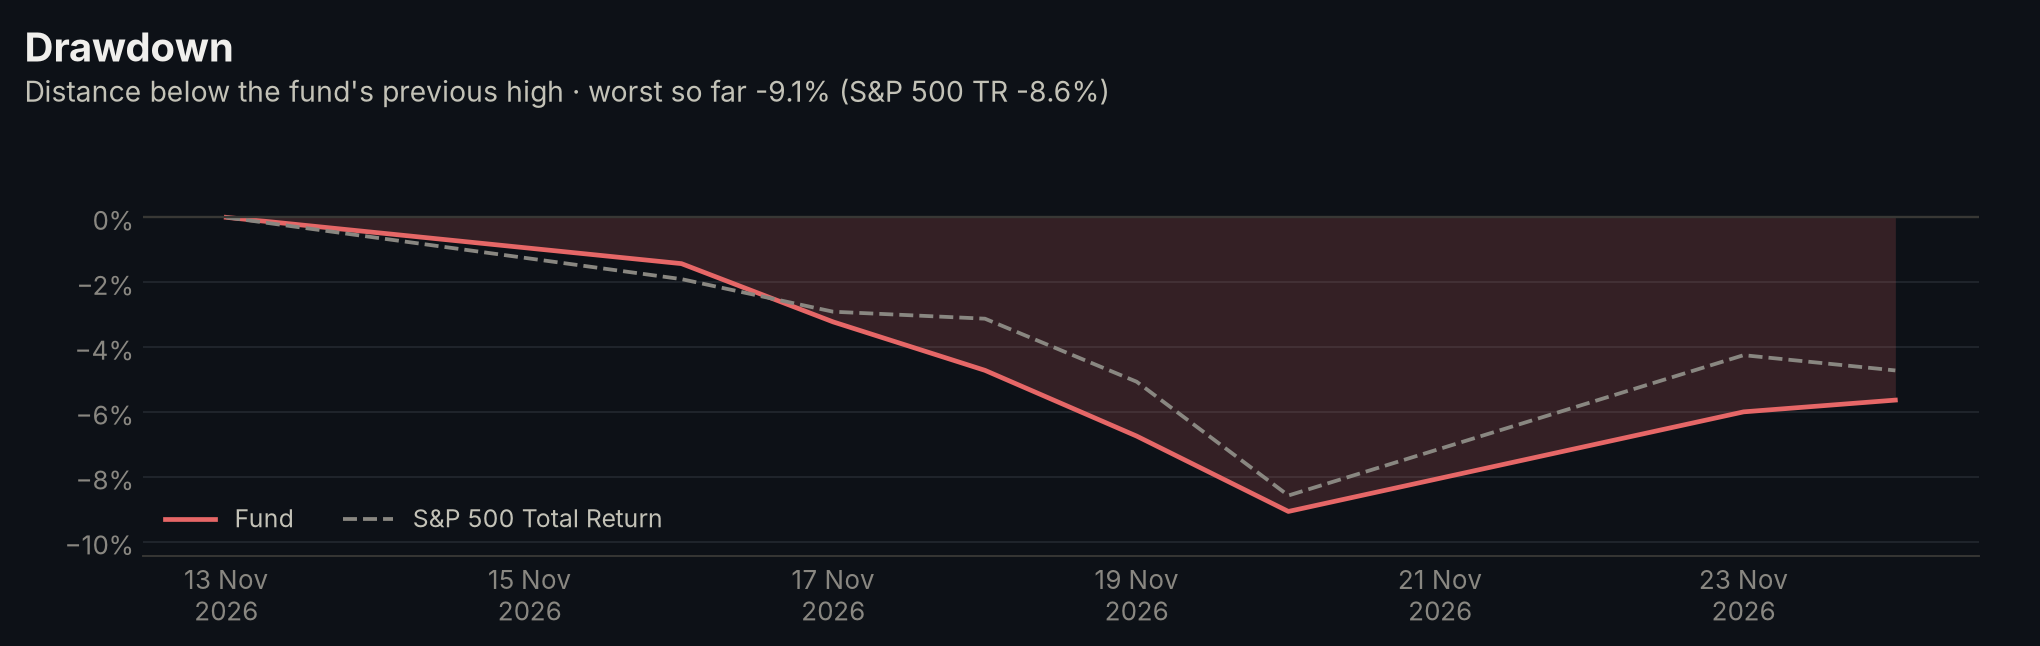 Drawdown
Distance below the fund's previous high · worst so far -9.1% (S&P 500 TR -8.6%)
0%
−2%
−4%
−6%
−8%
−10%
Fund
S&P 500 Total Return
13 Nov 2026
15 Nov 2026
17 Nov 2026
19 Nov 2026
21 Nov 2026
23 Nov 2026